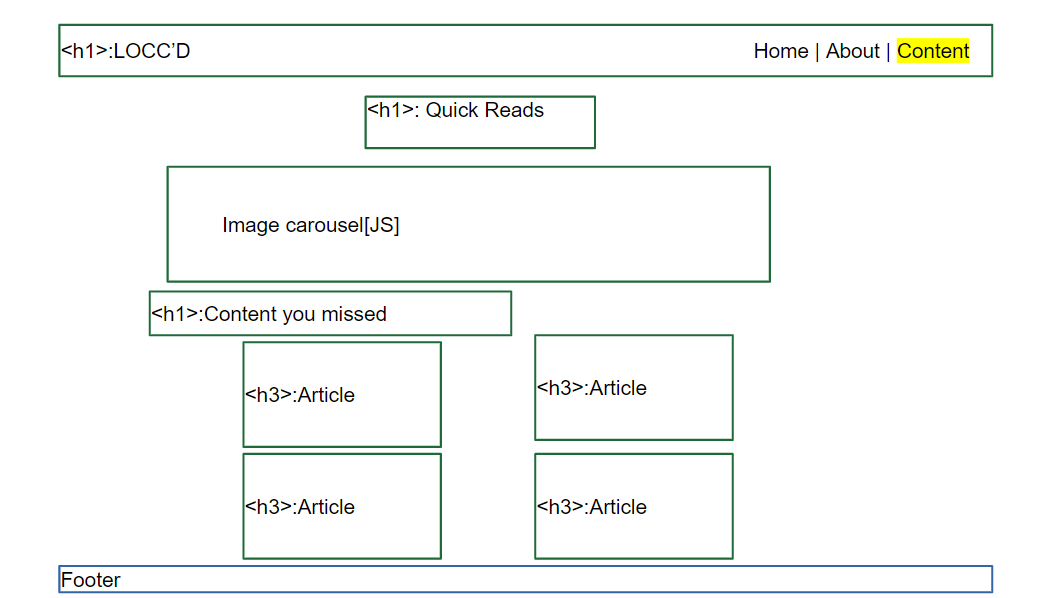 <h1>:LOCC’D
Home | About | Content
<h1>: Quick Reads
Image carousel[JS]
<h1>:Content you missed
<h3>:Article
<h3>:Article
<h3>:Article
<h3>:Article
Footer